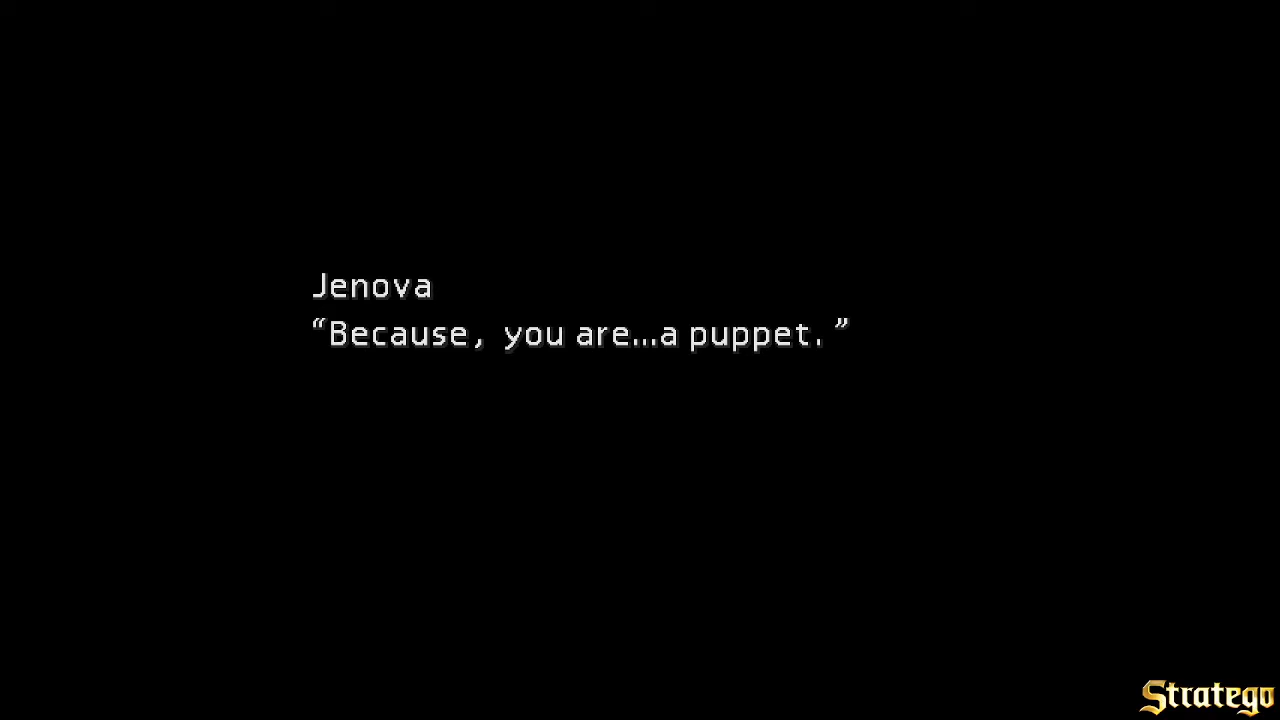 Jenova
“Because, you are...a puppet. ”
Stratego